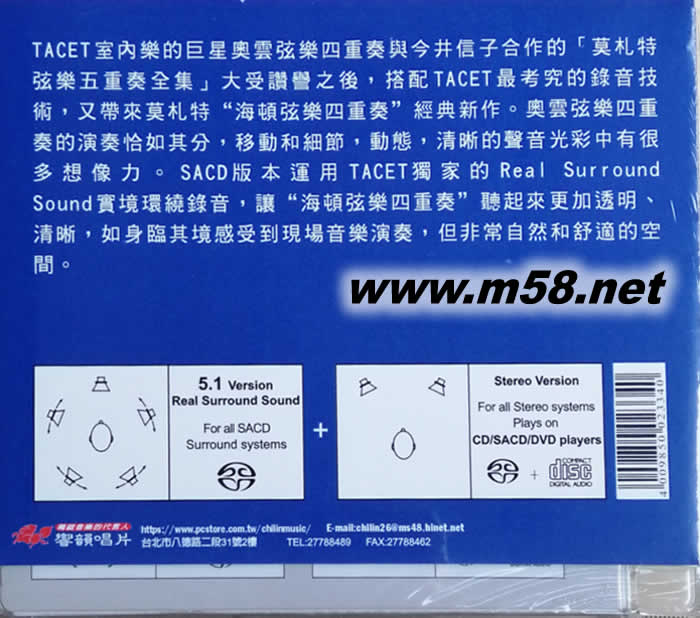 TACET室內樂的巨星奧雲弦樂四重奏與今井信子合作的「莫札特
弦樂五重奏全集」大受讚譽之後，搭配TACET最考究的錄音技
術，又帶來莫札特“海頓弦樂四重奏”經典新作。奧雲弦樂四重
奏的演奏恰如其分，移動和細節，動態，清晰的聲音光彩中有很
多想像力。SACD版本運用TACET獨家的Real Surround
Sound實境環繞錄音，讓“海頓弦樂四重奏”聽起來更加透明、
清晰，如身臨其境感受到現場音樂演奏，但非常自然和舒適的空
間。
www.m58.net
5.1 Version
Real Surround Sound
For all SACD
Surround systems
+
Stereo Version
For all Stereo systems
Plays on
CD/SACD/DVD players
+
COMPACT
disc
DIGITAL AUDIO
4 009850 023340
發燒音樂的代言人
響韻唱片
https://www.pcstore.com.tw/chilinmusic/ E-mail:chilin26@ms48.hinet.net
台北市八德路二段31號2樓 TEL:27788489 FAX:27788462